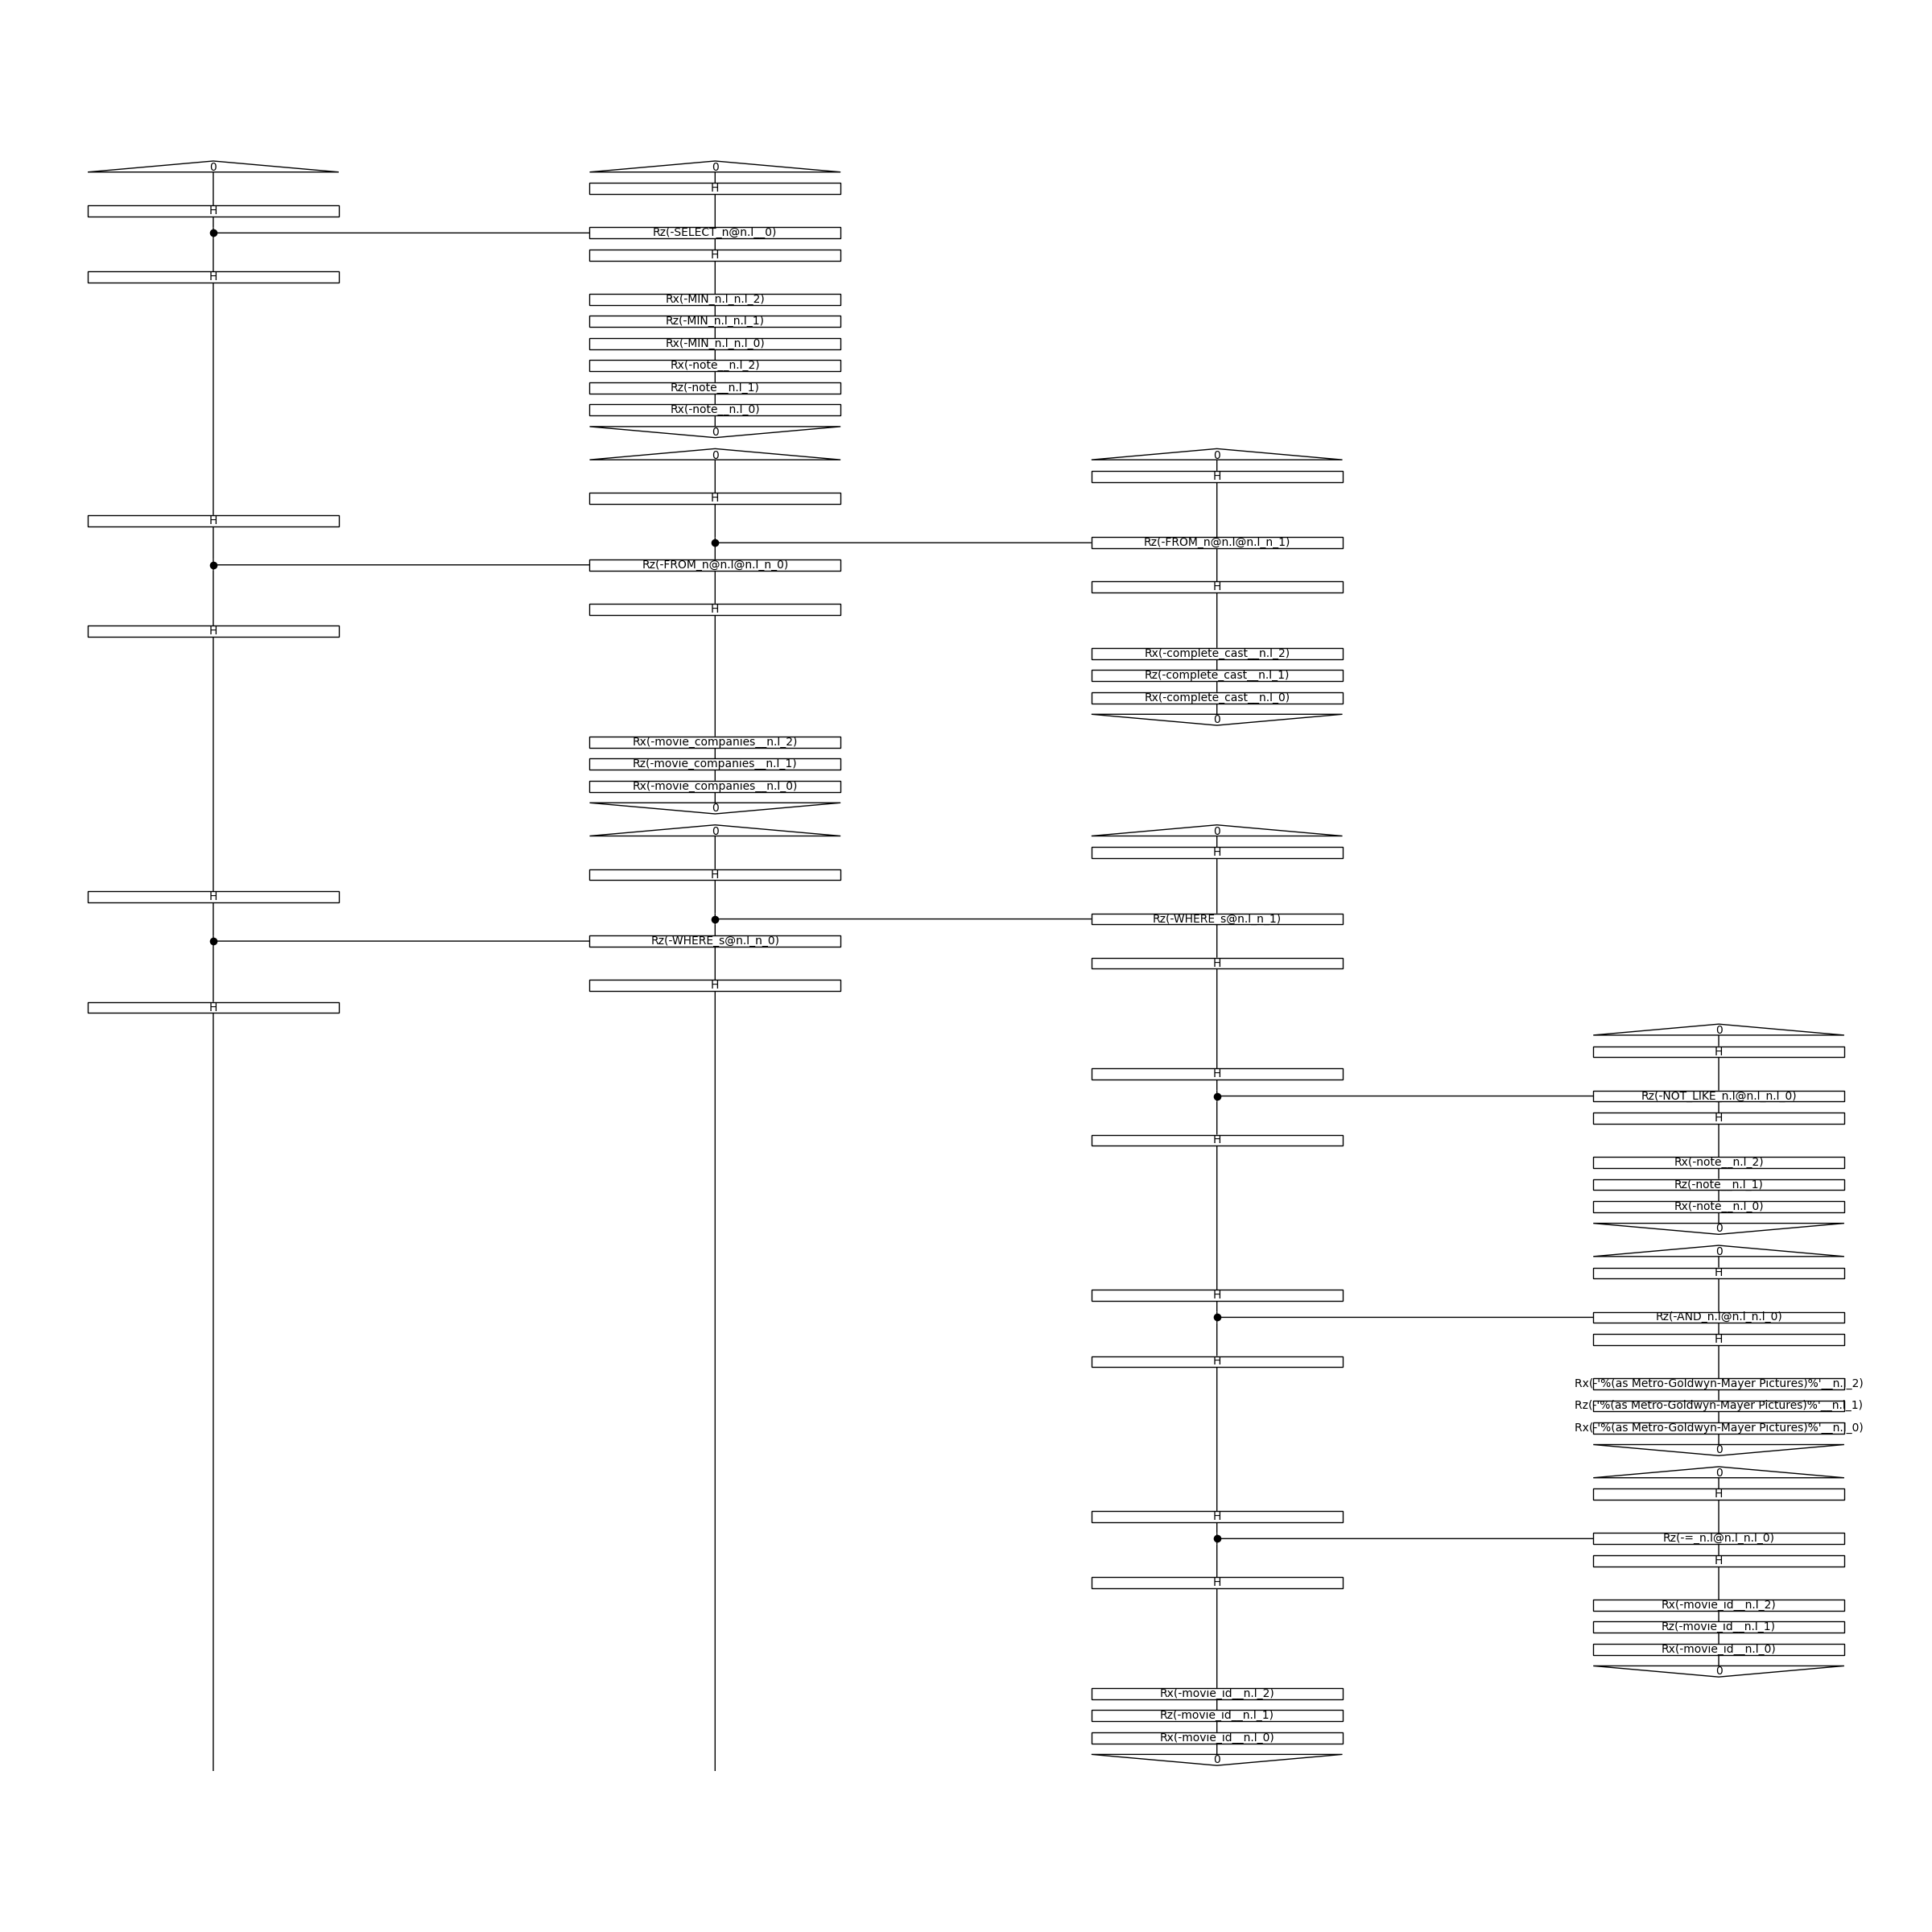 0 0
H
H
Rz(-SELECT_n@n.l__0)
H
H
Rx(-MIN_n.l_n.l_2)
Rz(-MIN_n.l_n.l_1)
Rx(-MIN_n.l_n.l_0)
Rx(-note__n.l_2)
Rz(-note__n.l_1)
Rx(-note__n.l_0)
0
0 0
H
H
H
Rz(-FROM_n@n.l@n.l_n_1)
Rz(-FROM_n@n.l@n.l_n_0)
H
H
H
Rx(-complete_cast__n.l_2)
Rz(-complete_cast__n.l_1)
Rx(-complete_cast__n.l_0)
0
Rx(-movie_companies__n.l_2)
Rz(-movie_companies__n.l_1)
Rx(-movie_companies__n.l_0)
0
0 0
H
H
H
Rz(-WHERE_s@n.l_n_1)
Rz(-WHERE_s@n.l_n_0)
H
H
H
0
H
H
Rz(-NOT_LIKE_n.l@n.l_n.l_0)
H
H
Rx(-note__n.l_2)
Rz(-note__n.l_1)
Rx(-note__n.l_0)
0
0
H
H
Rz(-AND_n.l@n.l_n.l_0)
H
H
Rx(-'%(as Metro-Goldwyn-Mayer Pictures)%'__n.l_2)
Rz(-'%(as Metro-Goldwyn-Mayer Pictures)%'__n.l_1)
Rx(-'%(as Metro-Goldwyn-Mayer Pictures)%'__n.l_0)
0
0
H
H
Rz(-=_n.l@n.l_n.l_0)
H
H
Rx(-movie_id__n.l_2)
Rz(-movie_id__n.l_1)
Rx(-movie_id__n.l_0)
0
Rx(-movie_id__n.l_2)
Rz(-movie_id__n.l_1)
Rx(-movie_id__n.l_0)
0